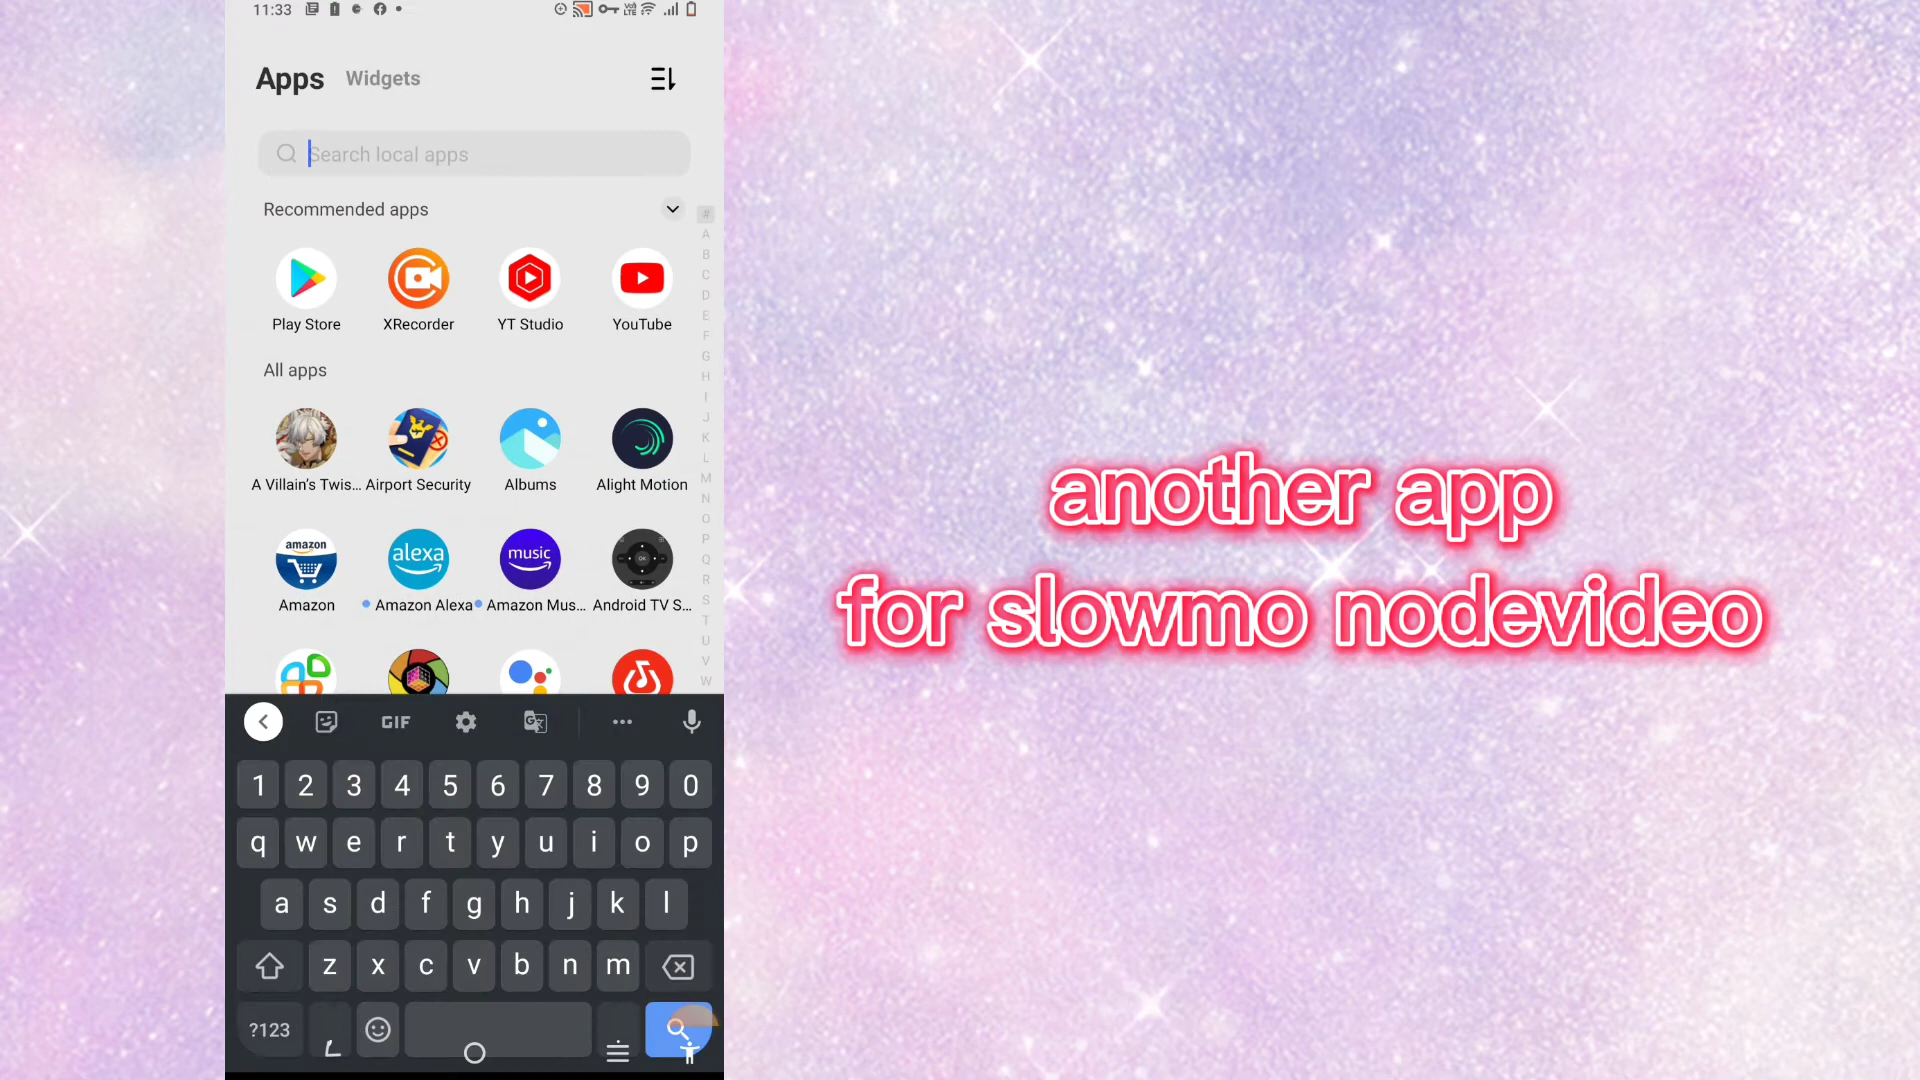 11:33
Apps Widgets
Search local apps
Recommended apps
Play Store XRecorder YT Studio YouTube
All apps
A Villain's Twis... Airport Security Albums Alight Motion
amazon alexa music OK
Amazon Amazon Alexa Amazon Mus... Android TV S...
#
A
B
C
D
E
F
G
H
I
J
K
L
M
N
O
P
Q
R
S
T
U
V
W
another app
for slowmo nodevideo
GIF
1 2 3 4 5 6 7 8 9 0
q w e r t y u i o p
a s d f g h j k l
z x c v b n m
?123